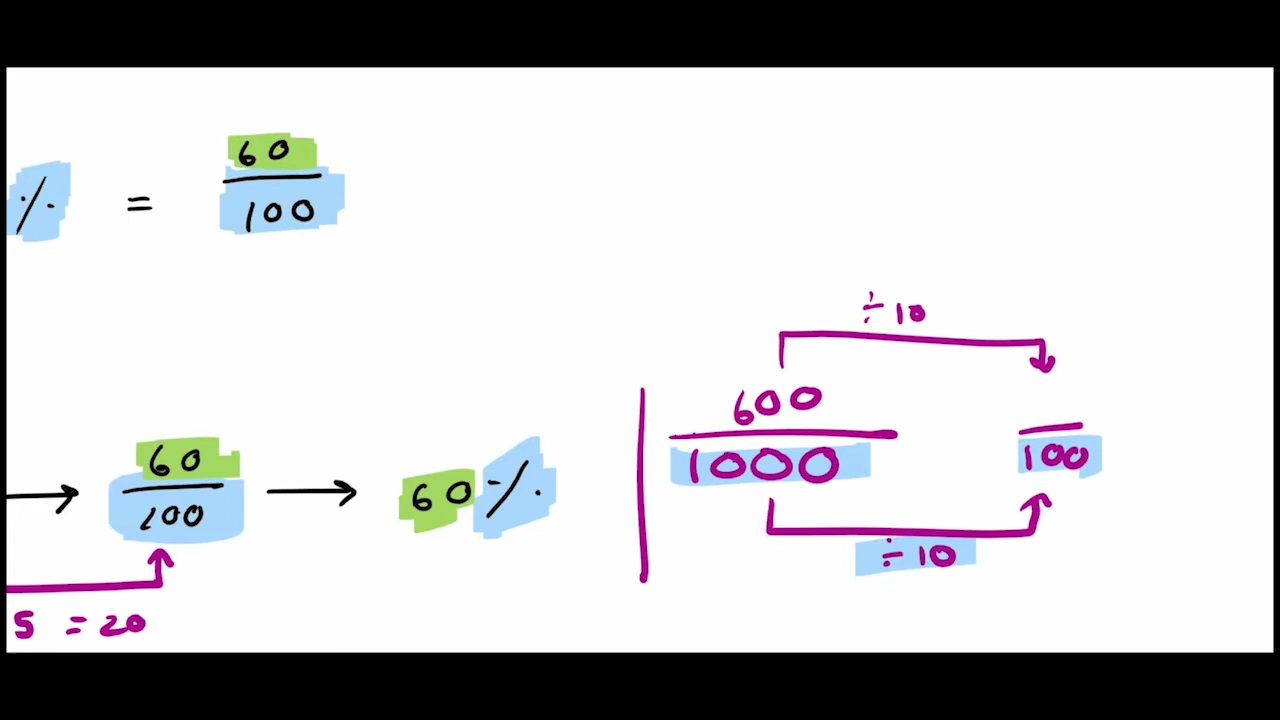 % = 60/100
÷ 10
600/1000 /100
÷ 10
→ 60/100 → 60 %
5 = 20